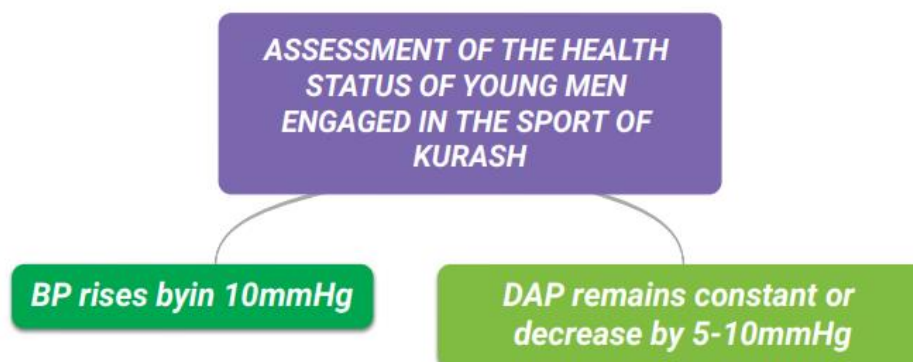 ASSESSMENT OF THE HEALTH
STATUS OF YOUNG MEN
ENGAGED IN THE SPORT OF
KURASH
BP rises byin 10mmHg
DAP remains constant or
decrease by 5-10mmHg